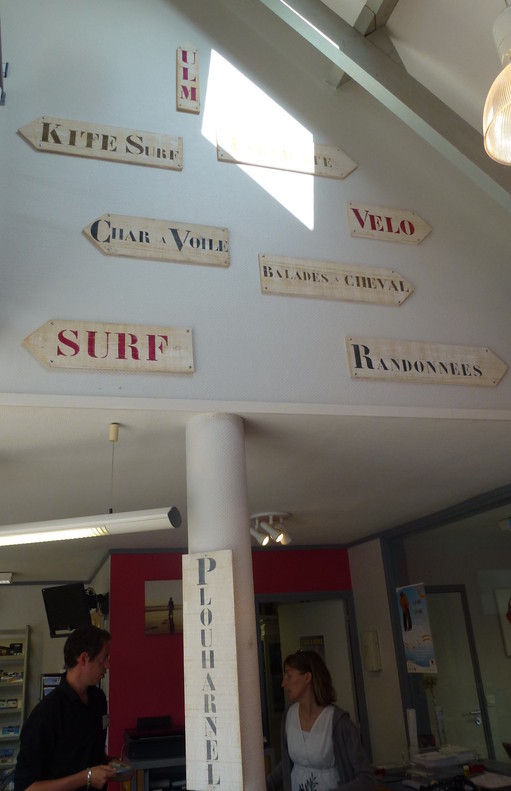 ULM
KITE SURF
VELO
CHAR A VOILE
BALADES A CHEVAL
SURF
RANDONNEES
PLOUHARNEL